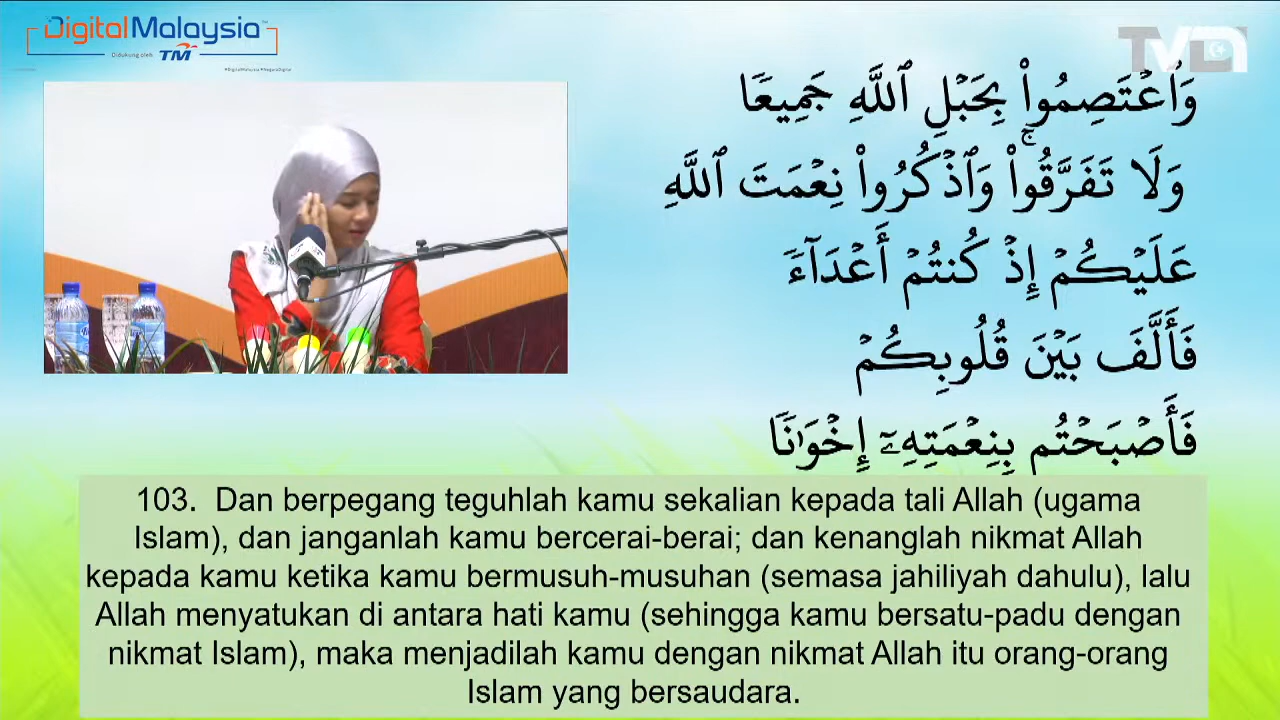 DigitalMalaysia
Didukung oleh TM
#DigitalMalaysia #NegaraDigital
TVDI
وَٱعۡتَصِمُواْ بِحَبۡلِ ٱللَّهِ جَمِيعٗا
وَلَا تَفَرَّقُواْۚ وَٱذۡكُرُواْ نِعۡمَتَ ٱللَّهِ
عَلَيۡكُمۡ إِذۡ كُنتُمۡ أَعۡدَآءٗ
فَأَلَّفَ بَيۡنَ قُلُوبِكُمۡ
فَأَصۡبَحۡتُم بِنِعۡمَتِهِۦٓ إِخۡوَٰنٗا
103. Dan berpegang teguhlah kamu sekalian kepada tali Allah (ugama
Islam), dan janganlah kamu bercerai-berai; dan kenanglah nikmat Allah
kepada kamu ketika kamu bermusuh-musuhan (semasa jahiliyah dahulu), lalu
Allah menyatukan di antara hati kamu (sehingga kamu bersatu-padu dengan
nikmat Islam), maka menjadilah kamu dengan nikmat Allah itu orang-orang
Islam yang bersaudara.